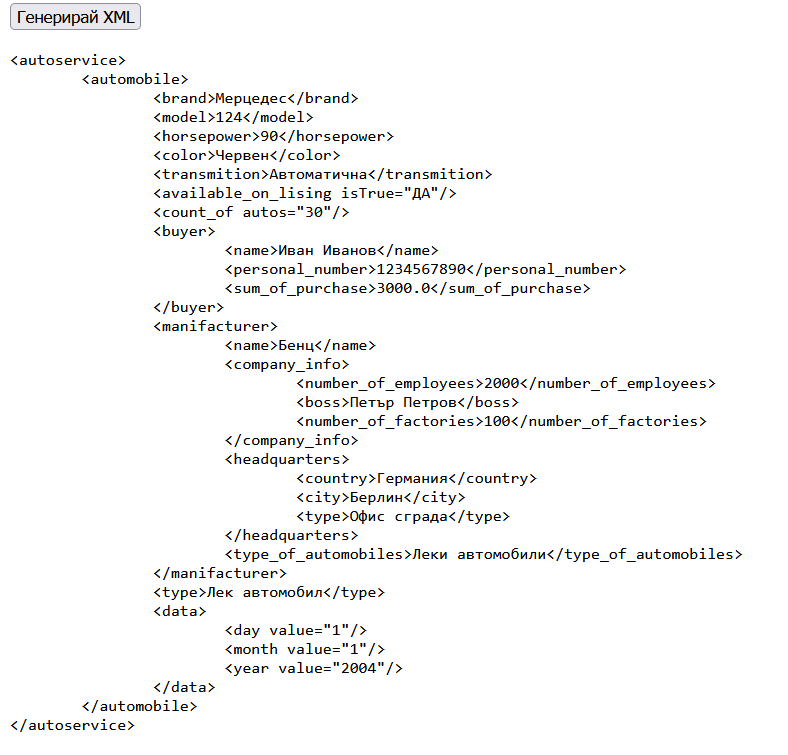 Генерирай XML
<autoservice>
<automobile>
<brand>Мерцедес</brand>
<model>124</model>
<horsepower>90</horsepower>
<color>Червен</color>
<transmition>Автоматична</transmition>
<available_on_lising isTrue="ДА"/>
<count_of autos="30"/>
<buyer>
<name>Иван Иванов</name>
<personal_number>1234567890</personal_number>
<sum_of_purchase>3000.0</sum_of_purchase>
</buyer>
<manifacturer>
<name>Бенц</name>
<company_info>
<number_of_employees>2000</number_of_employees>
<boss>Петър Петров</boss>
<number_of_factories>100</number_of_factories>
</company_info>
<headquarters>
<country>Германия</country>
<city>Берлин</city>
<type>Офис сграда</type>
</headquarters>
<type_of_automobiles>Леки автомобили</type_of_automobiles>
</manifacturer>
<type>Лек автомобил</type>
<data>
<day value="1"/>
<month value="1"/>
<year value="2004"/>
</data>
</automobile>
</autoservice>